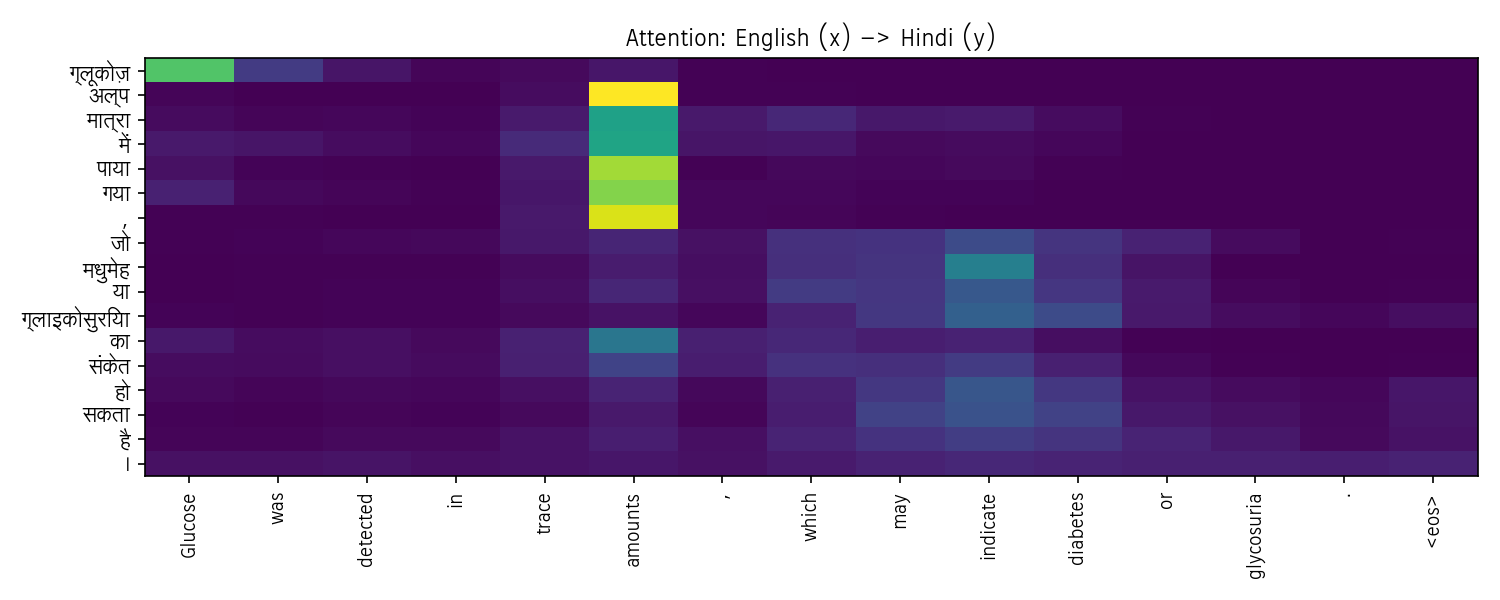 Attention: English (x) −> Hindi (y)
ग्लूकोज़
अल्प
मात्रा
में
पाया
गया
,
जो
मधुमेह
या
ग्लाइकोसुरिया
का
संकेत
हो
सकता
है
।
Glucose
was
detected
in
trace
amounts
,
which
may
indicate
diabetes
or
glycosuria
.
<eos>